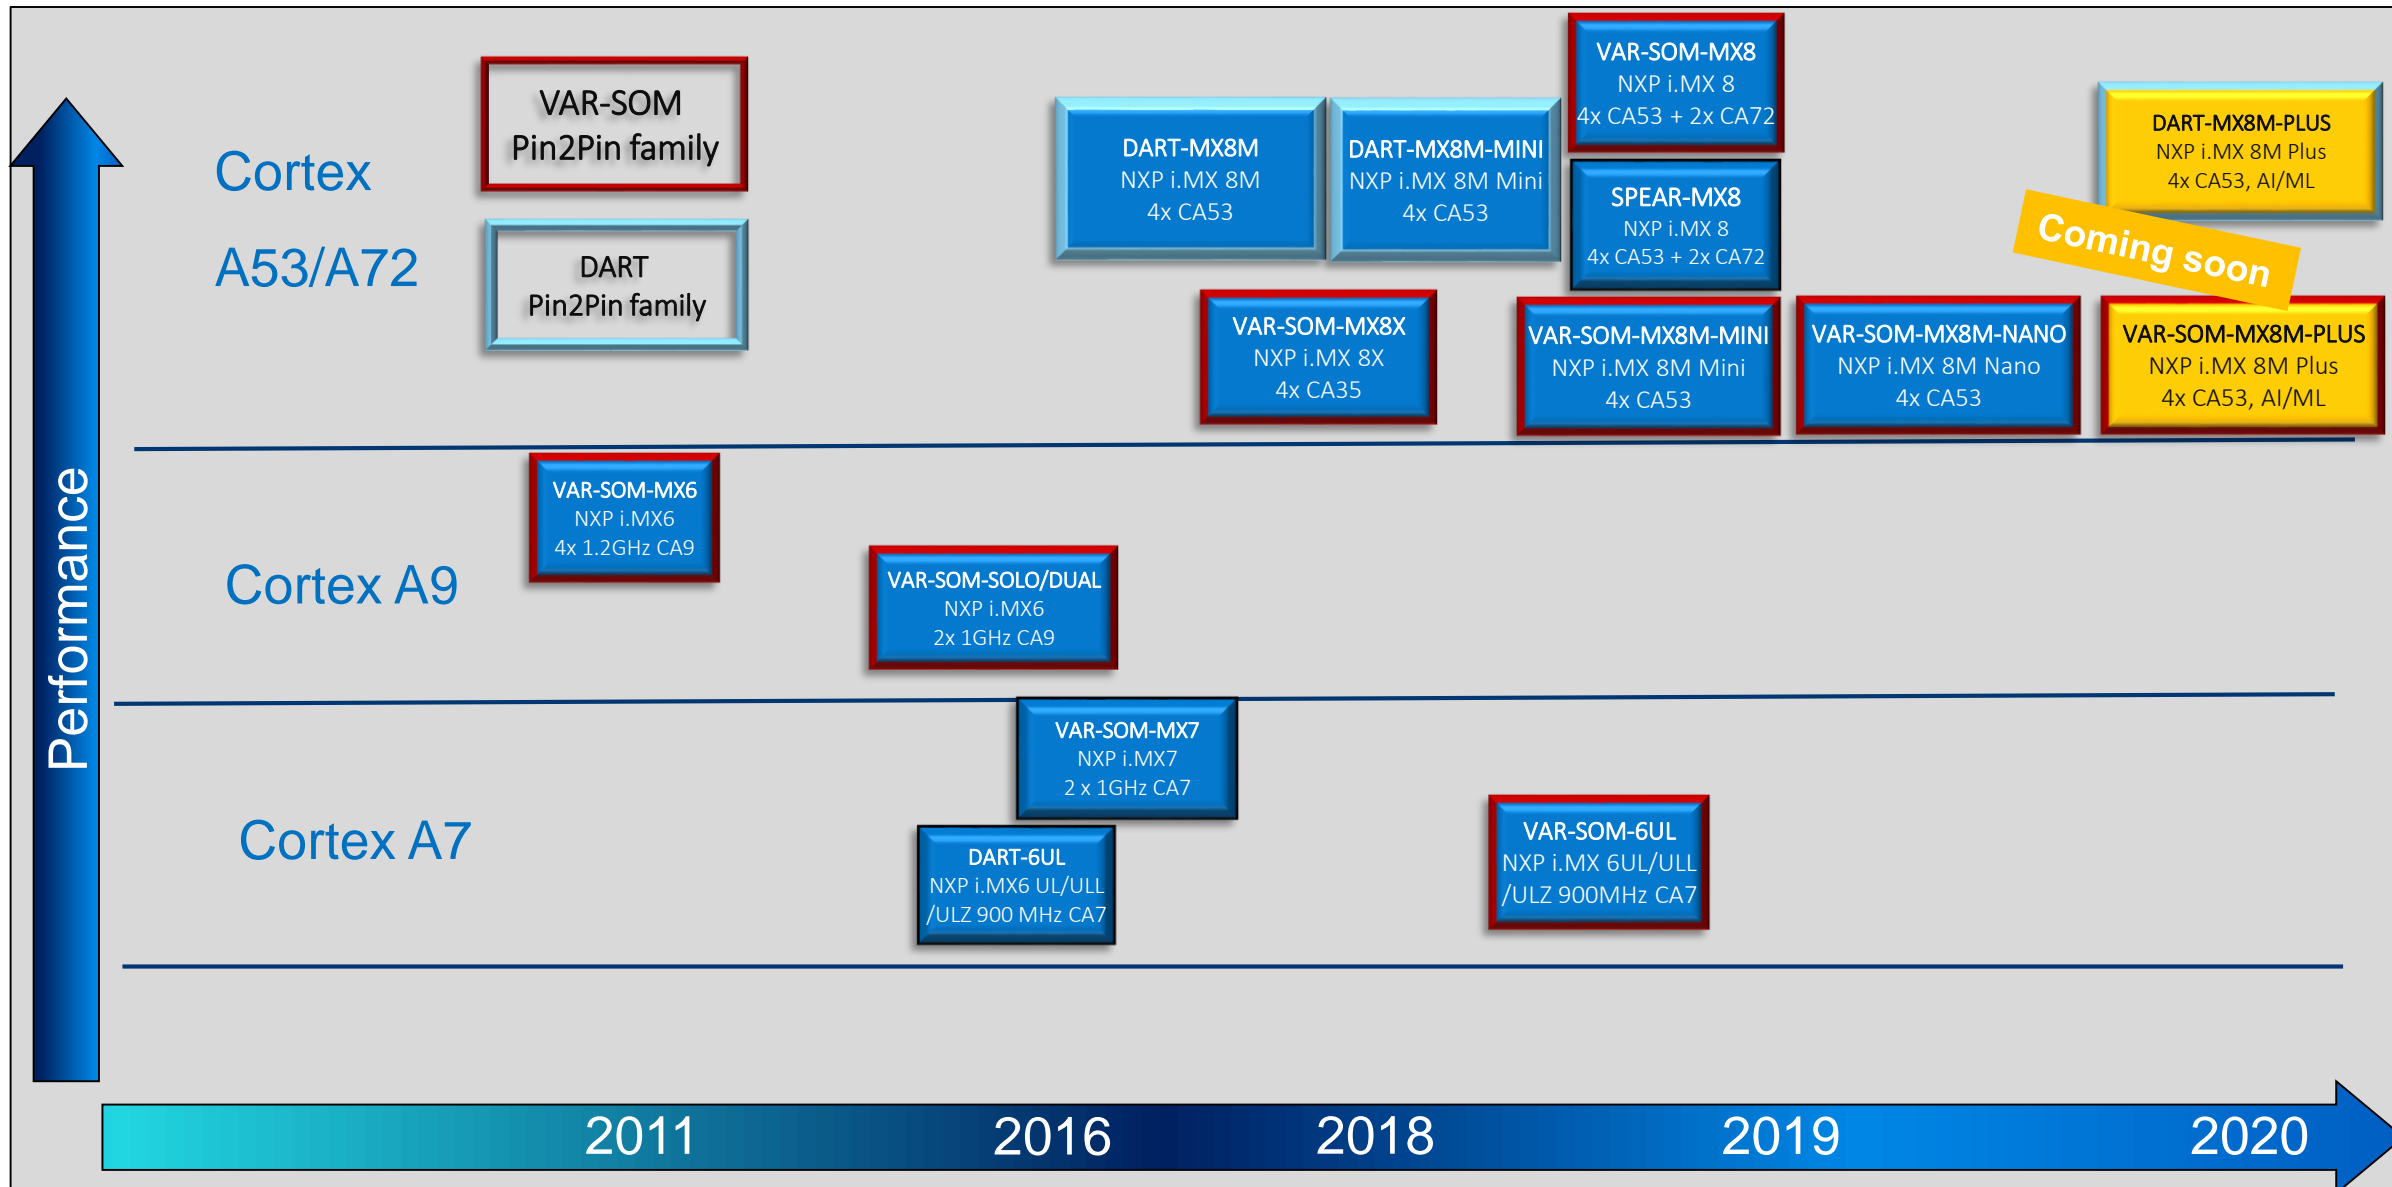 Performance
Cortex
A53/A72
VAR-SOM
Pin2Pin family
DART
Pin2Pin family
DART-MX8M
NXP i.MX 8M
4x CA53
DART-MX8M-MINI
NXP i.MX 8M Mini
4x CA53
VAR-SOM-MX8
NXP i.MX 8
4x CA53 + 2x CA72
SPEAR-MX8
NXP i.MX 8
4x CA53 + 2x CA72
DART-MX8M-PLUS
NXP i.MX 8M Plus
4x CA53, AI/ML
Coming soon
VAR-SOM-MX8X
NXP i.MX 8X
4x CA35
VAR-SOM-MX8M-MINI
NXP i.MX 8M Mini
4x CA53
VAR-SOM-MX8M-NANO
NXP i.MX 8M Nano
4x CA53
VAR-SOM-MX8M-PLUS
NXP i.MX 8M Plus
4x CA53, AI/ML
Cortex A9
VAR-SOM-MX6
NXP i.MX6
4x 1.2GHz CA9
VAR-SOM-SOLO/DUAL
NXP i.MX6
2x 1GHz CA9
Cortex A7
VAR-SOM-MX7
NXP i.MX7
2 x 1GHz CA7
DART-6UL
NXP i.MX6 UL/ULL
/ULZ 900 MHz CA7
VAR-SOM-6UL
NXP i.MX 6UL/ULL
/ULZ 900MHz CA7
2011
2016
2018
2019
2020